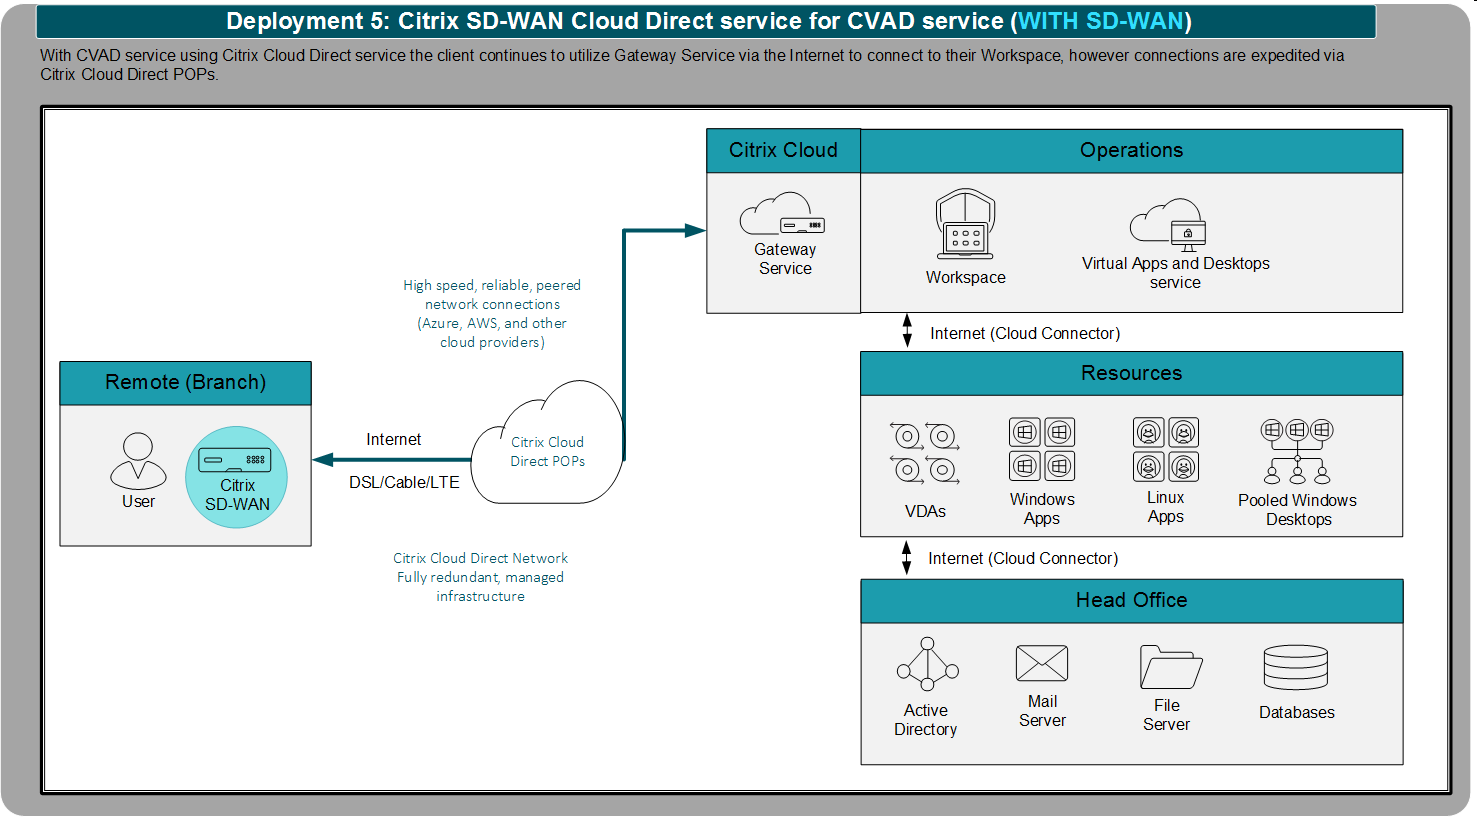 Deployment 5: Citrix SD-WAN Cloud Direct service for CVAD service (WITH SD-WAN)
With CVAD service using Citrix Cloud Direct service the client continues to utilize Gateway Service via the Internet to connect to their Workspace, however connections are expedited via
Citrix Cloud Direct POPs.
Citrix Cloud
Operations
Gateway
Service
Workspace
Virtual Apps and Desktops
service
High speed, reliable, peered
network connections
(Azure, AWS, and other
cloud providers)
Internet (Cloud Connector)
Remote (Branch)
User
Citrix
SD-WAN
Internet
DSL/Cable/LTE
Citrix Cloud
Direct POPs
Citrix Cloud Direct Network
Fully redundant, managed
infrastructure
Resources
VDAs
Windows
Apps
Linux
Apps
Pooled Windows
Desktops
Internet (Cloud Connector)
Head Office
Active
Directory
Mail
Server
File
Server
Databases